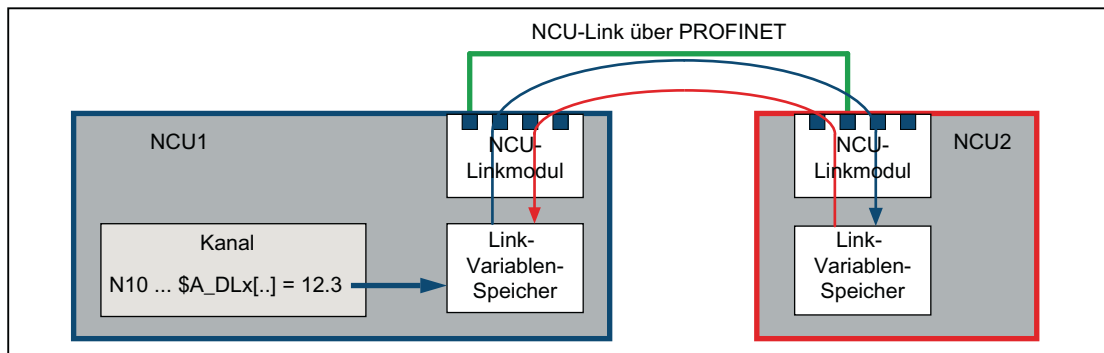 NCU-Link über PROFINET
NCU1
NCU-
Linkmodul
NCU-
Linkmodul
NCU2
Kanal
N10 ... $A_DLx[..] = 12.3
Link-
Variablen-
Speicher
Link-
Variablen-
Speicher